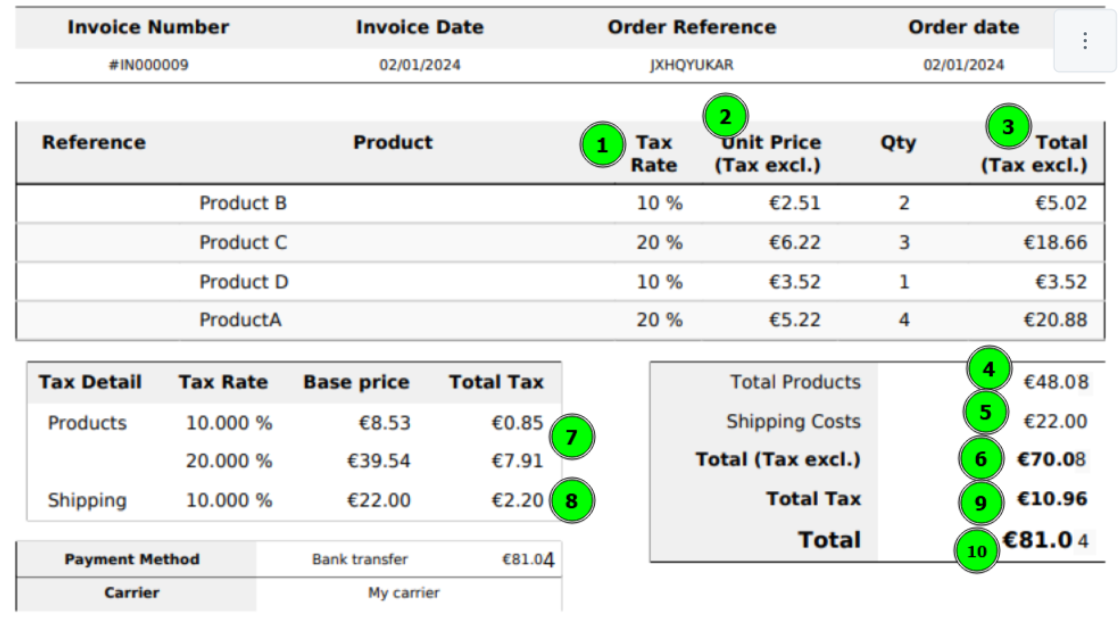 Invoice Number Invoice Date Order Reference Order date
#IN000009 02/01/2024 JXHQYUKAR 02/01/2024
2 3
Reference Product 1 Tax Rate Unit Price (Tax excl.) Qty Total (Tax excl.)
Product B 10 % €2.51 2 €5.02
Product C 20 % €6.22 3 €18.66
Product D 10 % €3.52 1 €3.52
ProductA 20 % €5.22 4 €20.88
Tax Detail Tax Rate Base price Total Tax
Products 10.000 % €8.53 €0.85
7
20.000 % €39.54 €7.91
Shipping 10.000 % €22.00 €2.20 8
Total Products 4 €48.08
Shipping Costs 5 €22.00
Total (Tax excl.) 6 €70.08
Total Tax 9 €10.96
Total 10 €81.04
Payment Method Bank transfer €81.04
Carrier My carrier